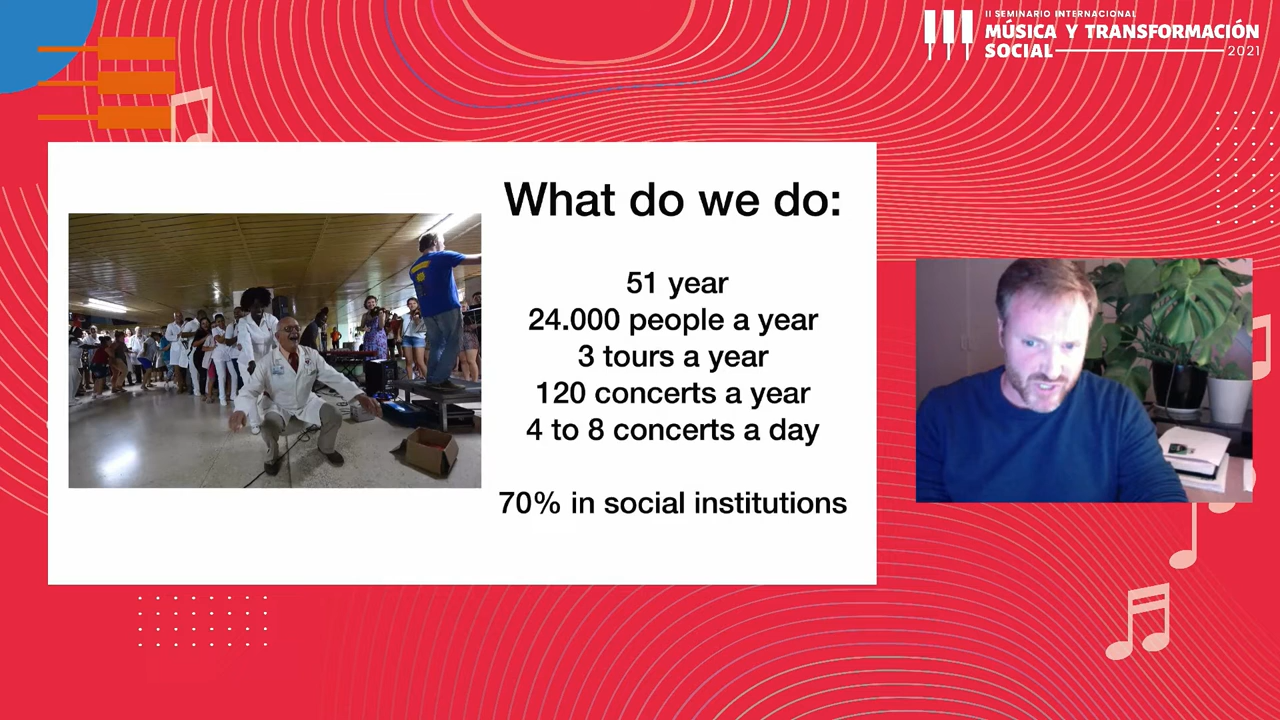 II SEMINARIO INTERNACIONAL
MÚSICA Y TRANSFORMACIÓN
SOCIAL
2021
What do we do:
51 year
24.000 people a year
3 tours a year
120 concerts a year
4 to 8 concerts a day
70% in social institutions